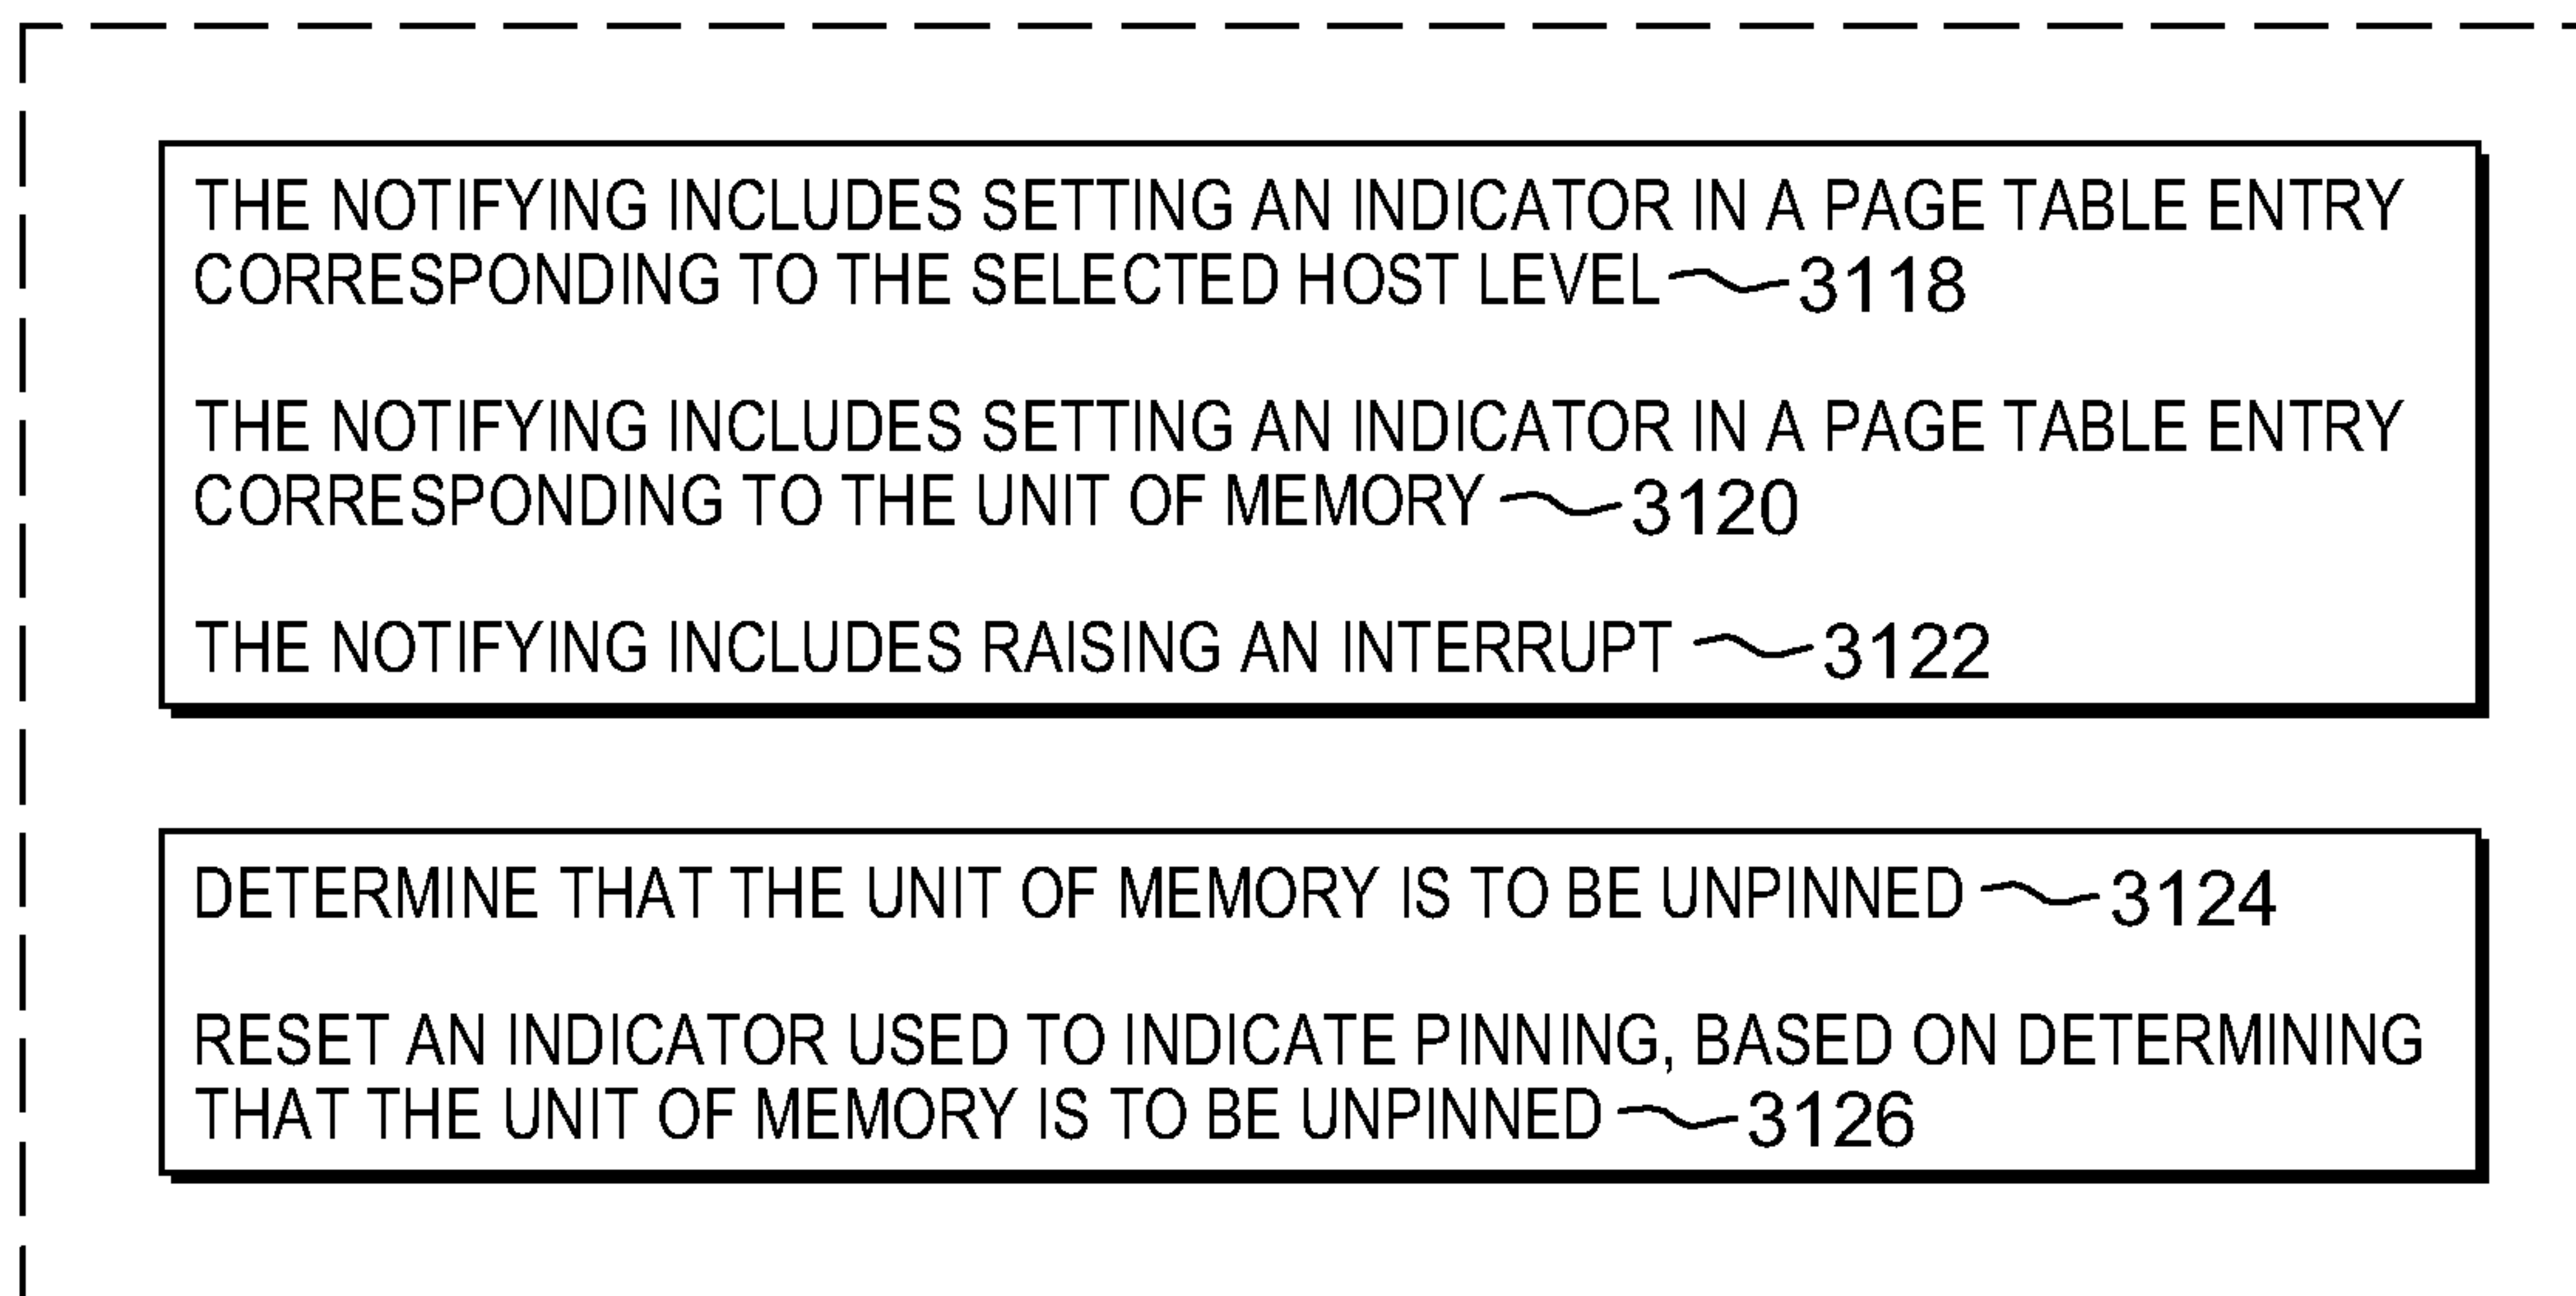 THE NOTIFYING INCLUDES SETTING AN INDICATOR IN A PAGE TABLE ENTRY
CORRESPONDING TO THE SELECTED HOST LEVEL 3118
THE NOTIFYING INCLUDES SETTING AN INDICATOR IN A PAGE TABLE ENTRY
CORRESPONDING TO THE UNIT OF MEMORY 3120
THE NOTIFYING INCLUDES RAISING AN INTERRUPT 3122
DETERMINE THAT THE UNIT OF MEMORY IS TO BE UNPINNED 3124
RESET AN INDICATOR USED TO INDICATE PINNING, BASED ON DETERMINING
THAT THE UNIT OF MEMORY IS TO BE UNPINNED 3126